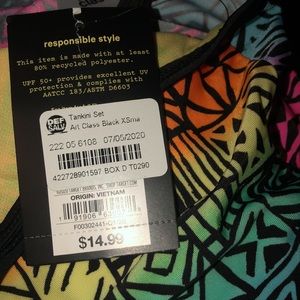 responsible style
This item is made with at least
80% recycled polyester.
UPF 50+ provides excellent UV
protection & complies with
AATCC 183/ASTM D6603
Tankini Set
Art Class Black XSma
222 05 6108 07/05/2020
422728901597 BOX D T0290
ORIGIN: VIETNAM
F00302441-
$14.99